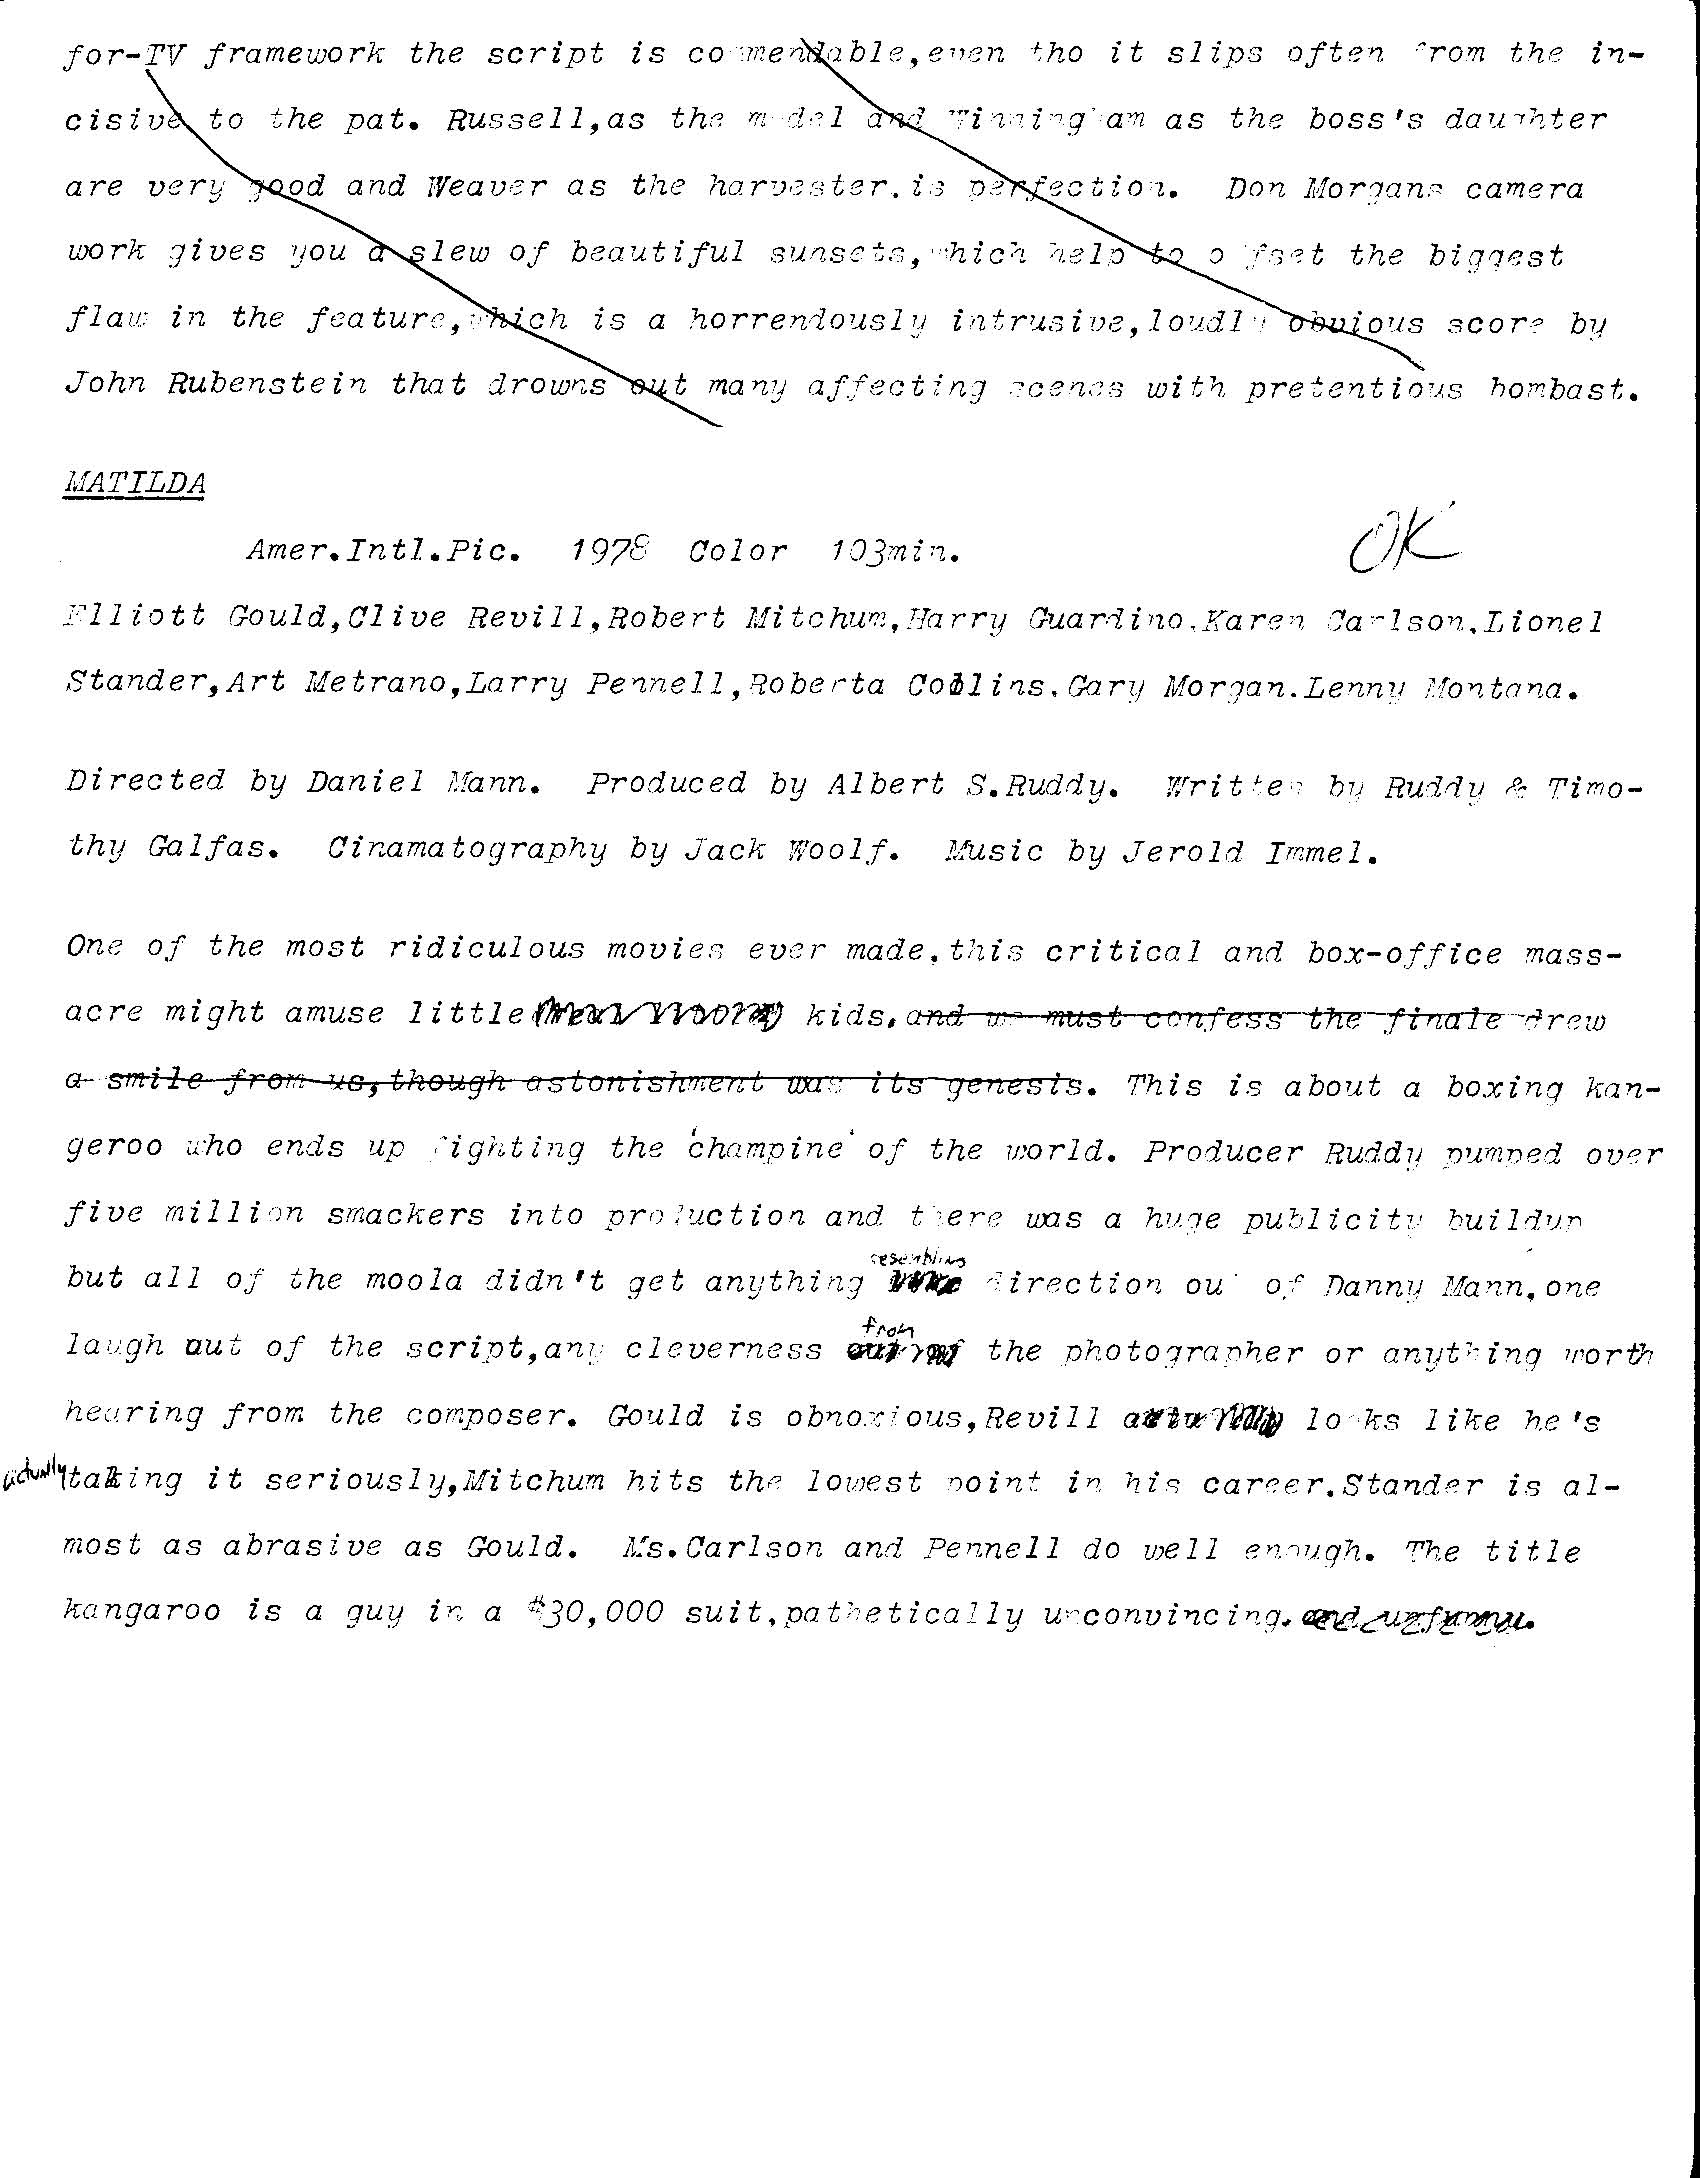 for-TV framework the script is commendable,even tho it slips often from the in-
cisive to the pat. Russell,as the model and Winningham as the boss's daughter
are very good and Weaver as the harvester.is perfection. Don Morgans camera
work gives you a slew of beautiful sunsets,which help to offset the biggest
flaw in the feature,which is a horrendously intrusive,loudly obvious score by
John Rubenstein that drowns out many affecting scenes with pretentious bombast.
MATILDA
OK
Amer.Intl.Pic. 1978 Color 103min.
Elliott Gould,Clive Revill,Robert Mitchum,Harry Guardino.Karen Carlson.Lionel
Stander,Art Metrano,Larry Pennell,Roberta Collins.Gary Morgan.Lenny Montana.
Directed by Daniel Mann. Produced by Albert S.Ruddy. Written by Ruddy & Timo-
thy Galfas. Cinamatography by Jack Woolf. Music by Jerold Immel.
One of the most ridiculous movies ever made.this critical and box-office mass-
acre might amuse little kids.and we must confess the finale drew
a smile from us,though astonishment was its genesis. This is about a boxing kan-
geroo who ends up fighting the 'champine' of the world. Producer Ruddy pumped over
five million smackers into production and there was a huge publicity buildup
resembling
but all of the moola didn't get anything direction out of Danny Mann.one
from
laugh out of the script,any cleverness out of the photographer or anything worth
hearing from the composer. Gould is obnoxious,Revill actually looks like he's
actually taking it seriously,Mitchum hits the lowest point in his career.Stander is al-
most as abrasive as Gould. Ms.Carlson and Pennell do well enough. The title
kangaroo is a guy in a $30,000 suit.pathetically unconvincing.and unfunny.